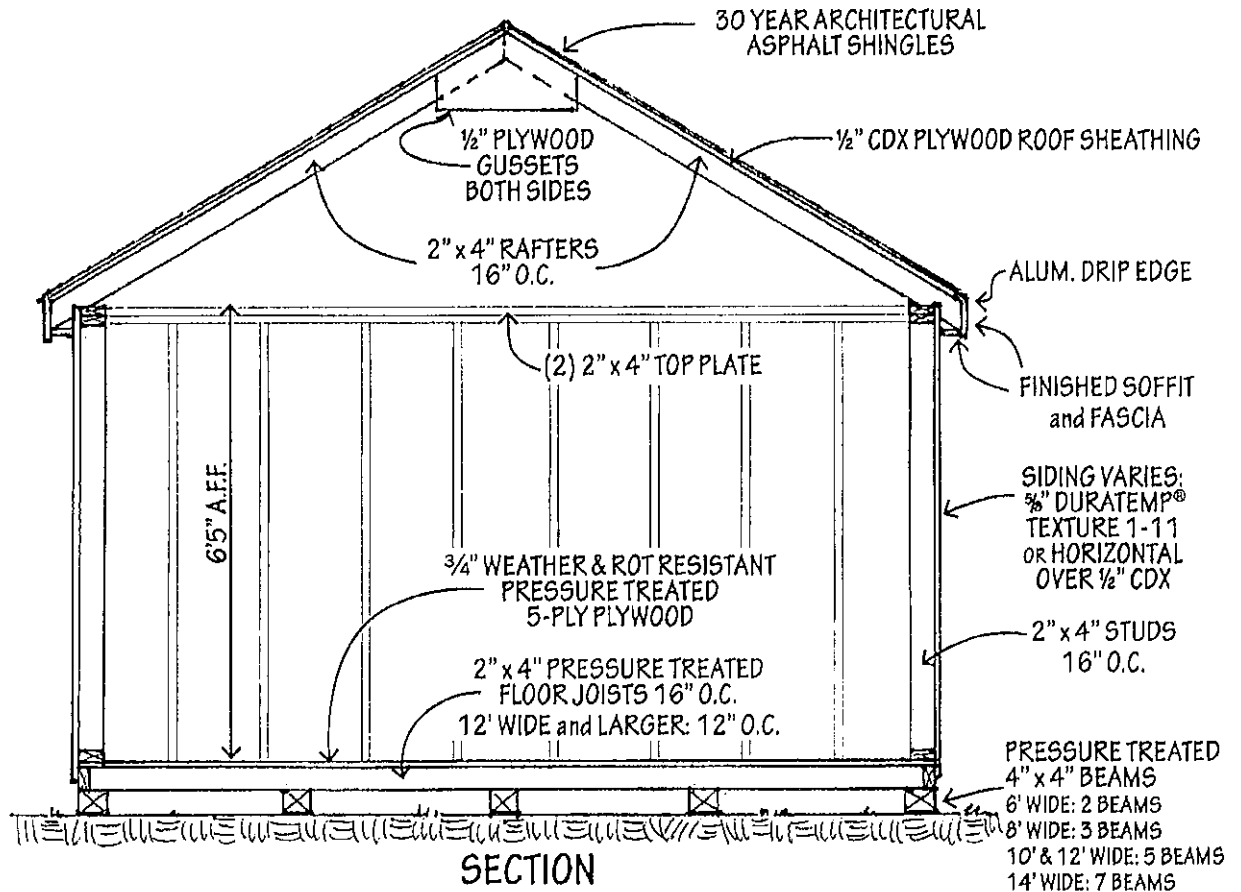 30 YEAR ARCHITECTURAL
ASPHALT SHINGLES
½" PLYWOOD
GUSSETS
BOTH SIDES
½" CDX PLYWOOD ROOF SHEATHING
2" x 4" RAFTERS
16" O.C.
ALUM. DRIP EDGE
(2) 2" x 4" TOP PLATE
FINISHED SOFFIT
and FASCIA
6'5" A.F.F.
SIDING VARIES:
⅝" DURATEMP®
TEXTURE 1-11
OR HORIZONTAL
OVER ½" CDX
¾" WEATHER & ROT RESISTANT
PRESSURE TREATED
5-PLY PLYWOOD
2" x 4" STUDS
16" O.C.
2" x 4" PRESSURE TREATED
FLOOR JOISTS 16" O.C.
12' WIDE and LARGER: 12" O.C.
PRESSURE TREATED
4" x 4" BEAMS
6' WIDE: 2 BEAMS
8' WIDE: 3 BEAMS
10' & 12' WIDE: 5 BEAMS
14' WIDE: 7 BEAMS
SECTION